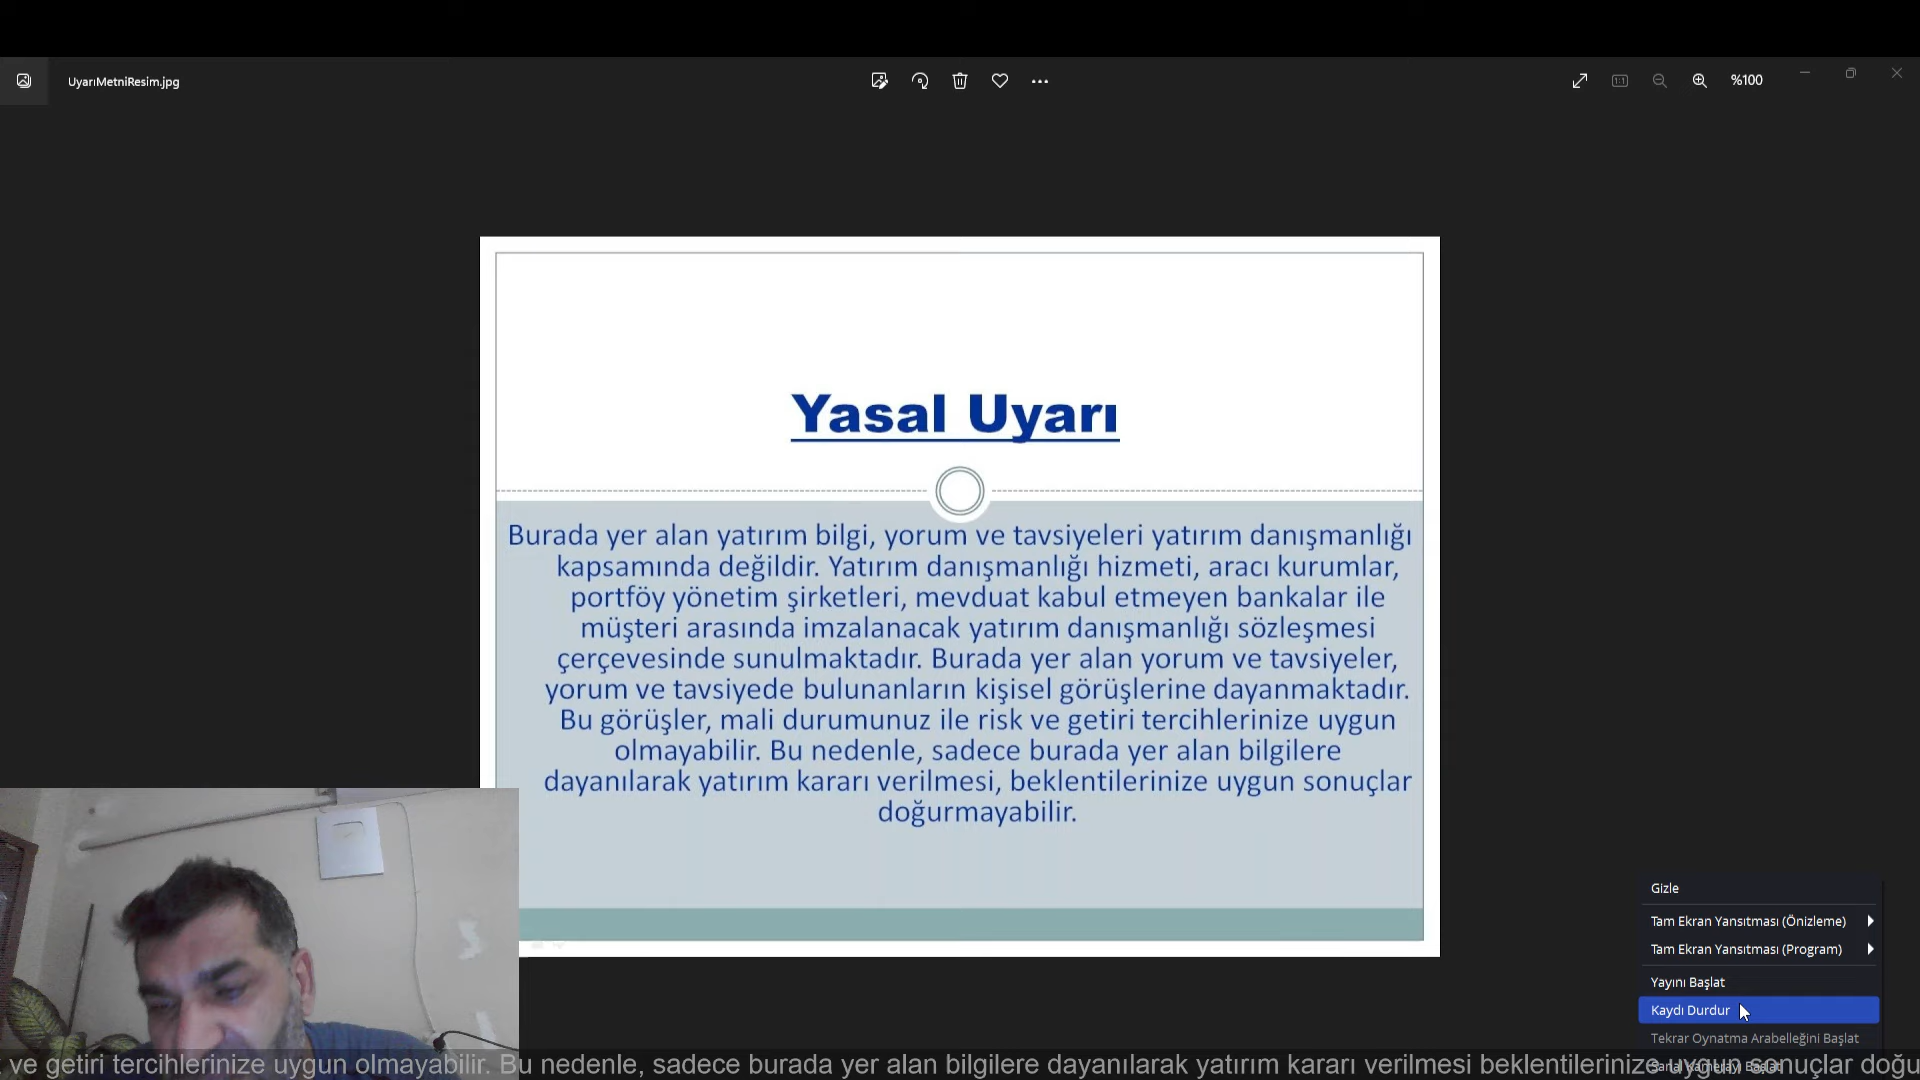 UyarıMetniResim.jpg
%100
Yasal Uyarı
Burada yer alan yatırım bilgi, yorum ve tavsiyeleri yatırım danışmanlığı
kapsamında değildir. Yatırım danışmanlığı hizmeti, aracı kurumlar,
portföy yönetim şirketleri, mevduat kabul etmeyen bankalar ile
müşteri arasında imzalanacak yatırım danışmanlığı sözleşmesi
çerçevesinde sunulmaktadır. Burada yer alan yorum ve tavsiyeler,
yorum ve tavsiyede bulunanların kişisel görüşlerine dayanmaktadır.
Bu görüşler, mali durumunuz ile risk ve getiri tercihlerinize uygun
olmayabilir. Bu nedenle, sadece burada yer alan bilgilere
dayanılarak yatırım kararı verilmesi, beklentilerinize uygun sonuçlar
doğurmayabilir.
Gizle
Tam Ekran Yansıtması (Önizleme)
Tam Ekran Yansıtması (Program)
Yayını Başlat
Kaydı Durdur
Tekrar Oynatma Arabelleğini Başlat
ve getiri tercihlerinize uygun olmayabilir. Bu nedenle, sadece burada yer alan bilgilere dayanılarak yatırım kararı verilmesi beklentilerinize uygun sonuçlar doğu